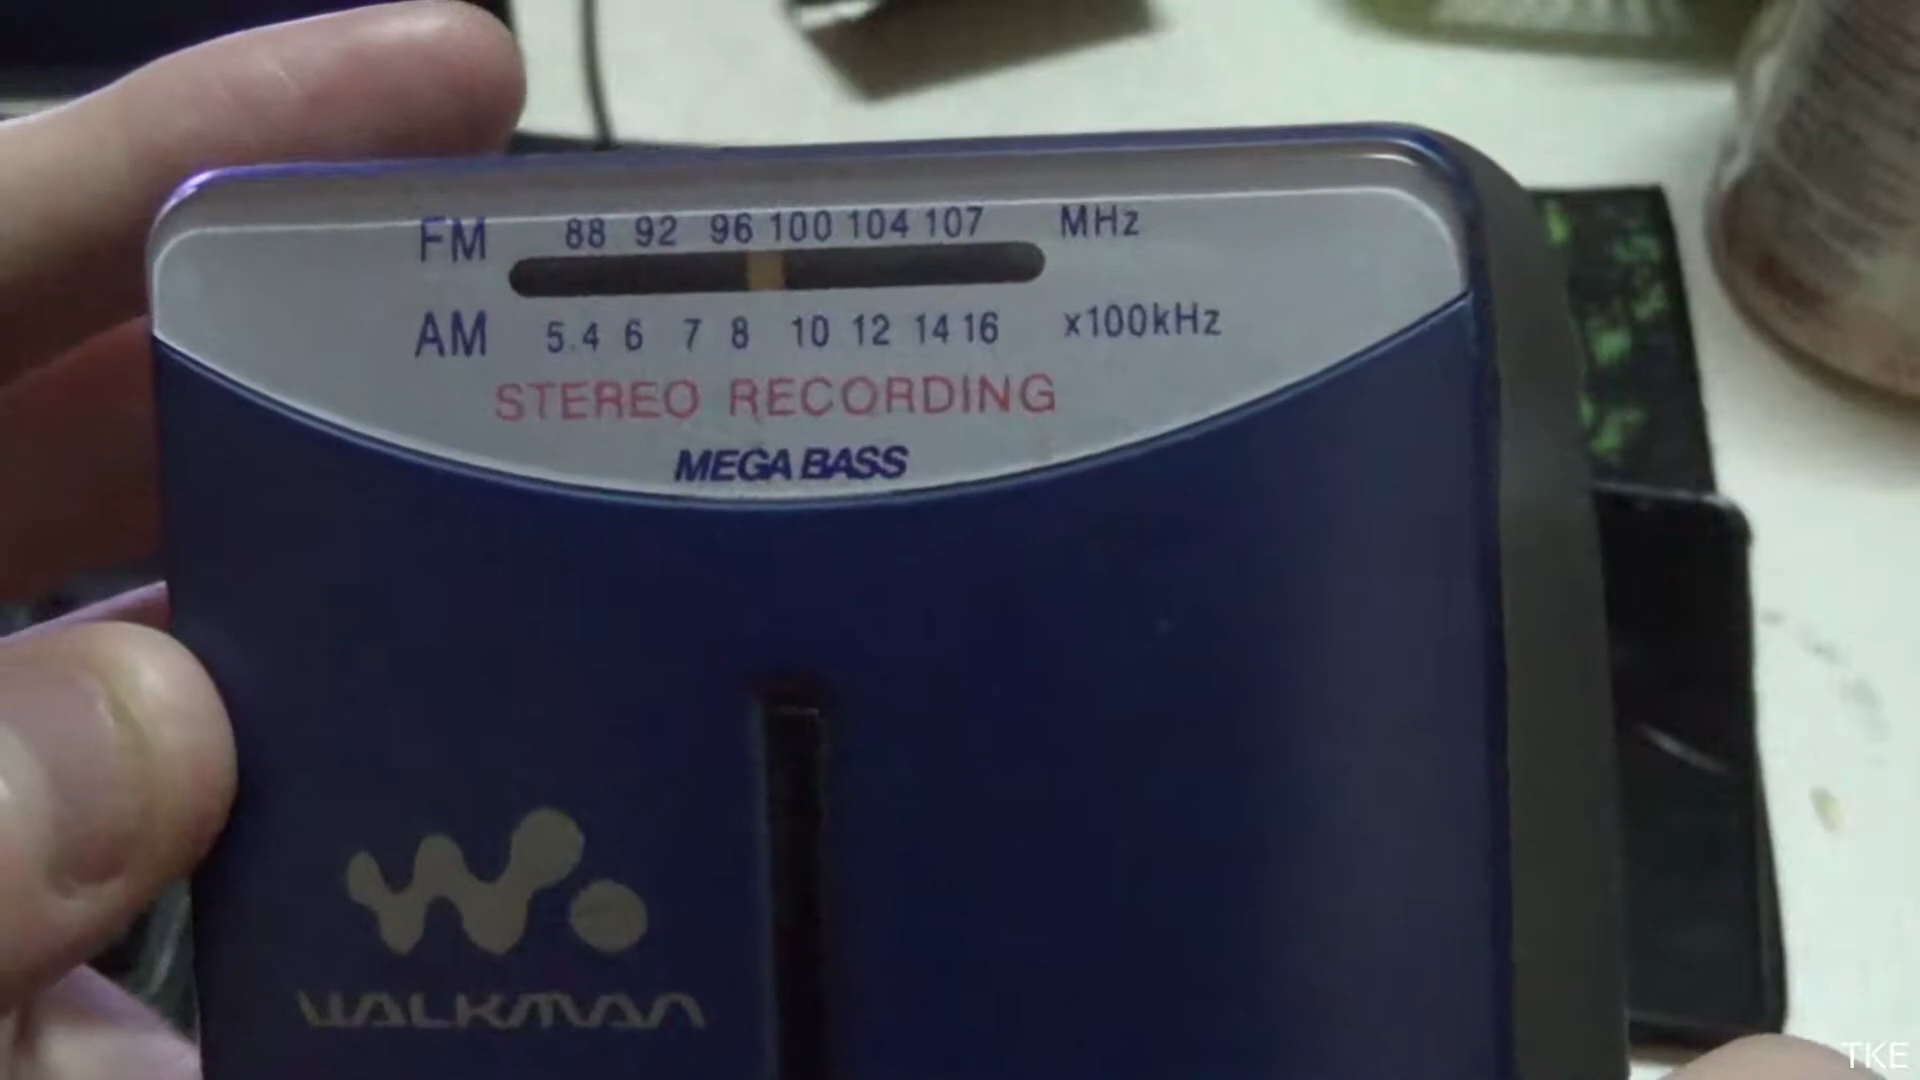 FM 88 92 96 100 104 107 MHz
AM 5.4 6 7 8 10 12 14 16 x100kHz
STEREO RECORDING
MEGA BASS
WALKMAN
TKE